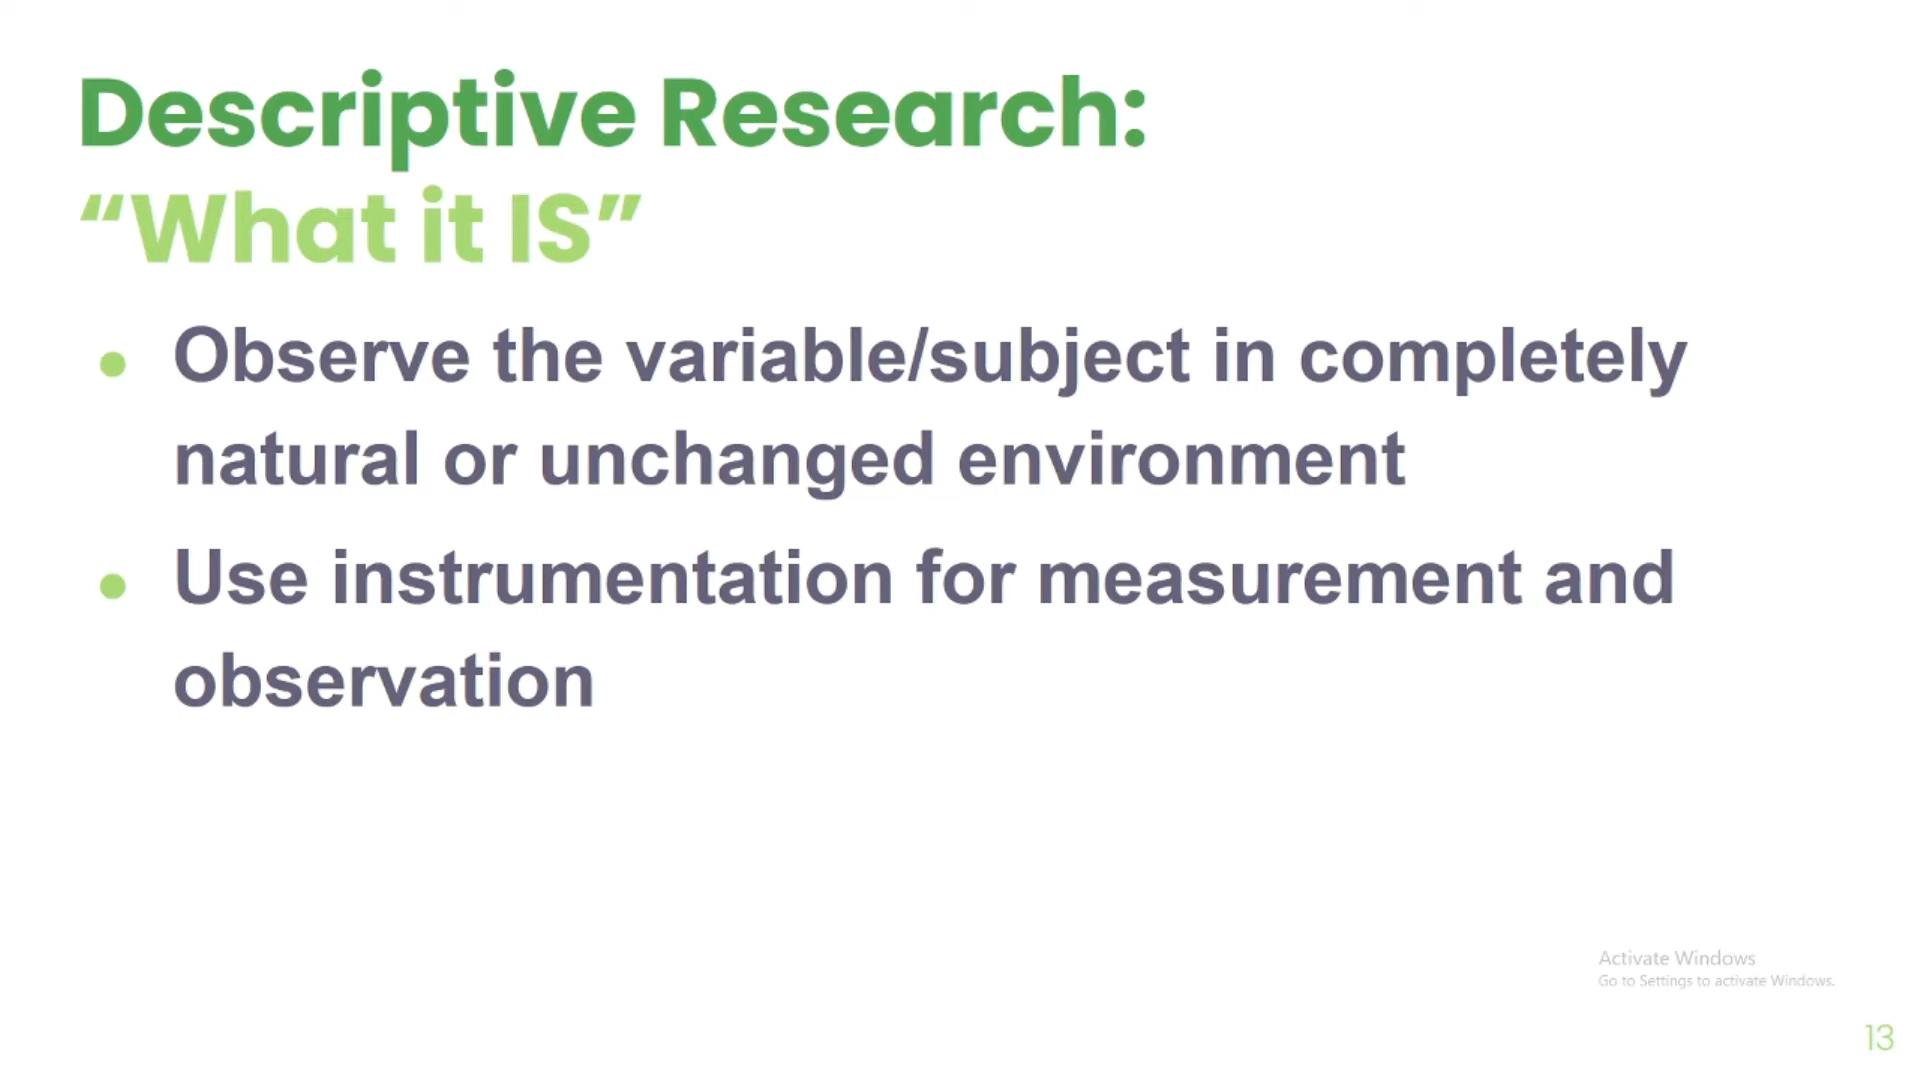 Descriptive Research:
“What it IS”
• Observe the variable/subject in completely
natural or unchanged environment
• Use instrumentation for measurement and
observation
Activate Windows
Go to Settings to activate Windows.
13